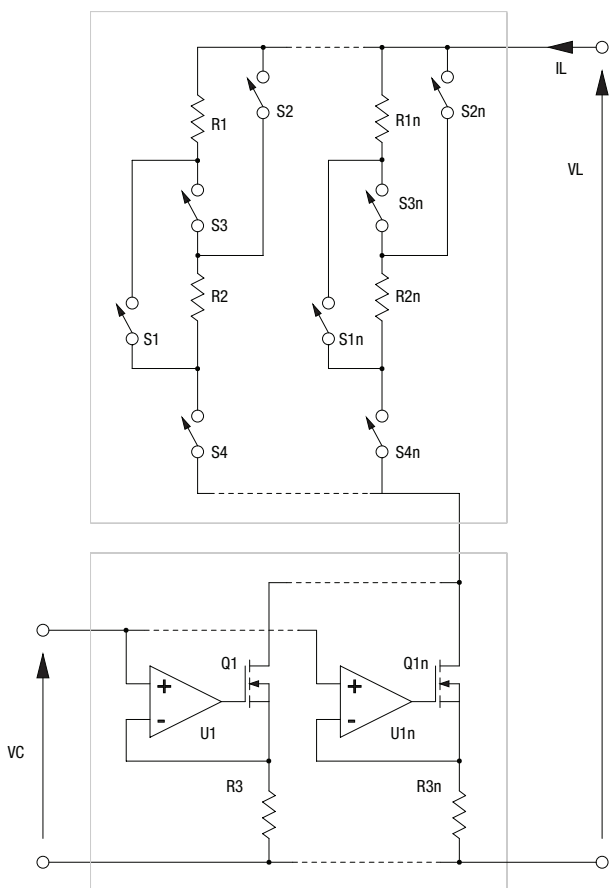 IL
S2
S2n
R1
R1n
VL
S3
S3n
R2
R2n
S1
S1n
S4
S4n
Q1
Q1n
+
+
-
-
U1
U1n
VC
R3
R3n